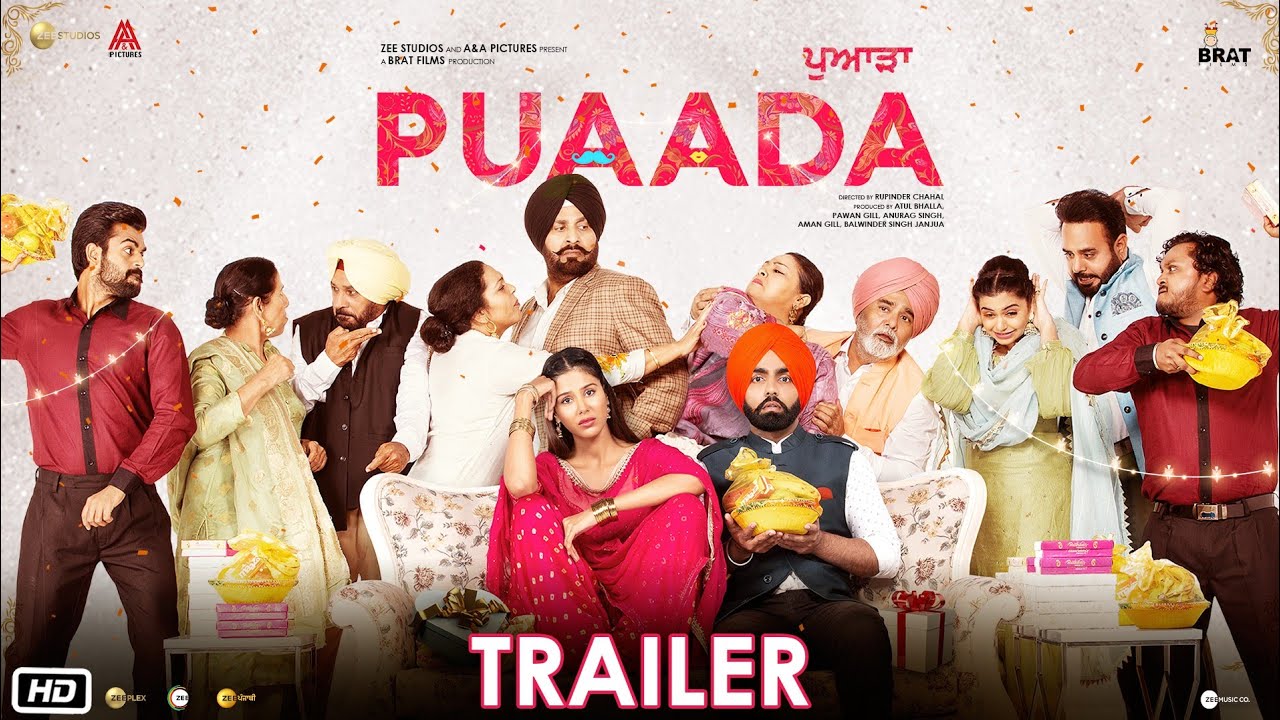 ZEE STUDIOS
A&A
PICTURES
ZEE STUDIOS AND A&A PICTURES PRESENT
A BRAT FILMS PRODUCTION
ਪੁਆੜਾ
PUAADA
BRAT
FILMS
DIRECTED BY RUPINDER CHAHAL
PRODUCED BY ATUL BHALLA,
PAWAN GILL, ANURAG SINGH,
AMAN GILL, BALWINDER SINGH JANJUA
TRAILER
HD
ZEEPLEX
ZEE
ZEE ਪੰਜਾਬੀ
ZEE MUSIC CO.